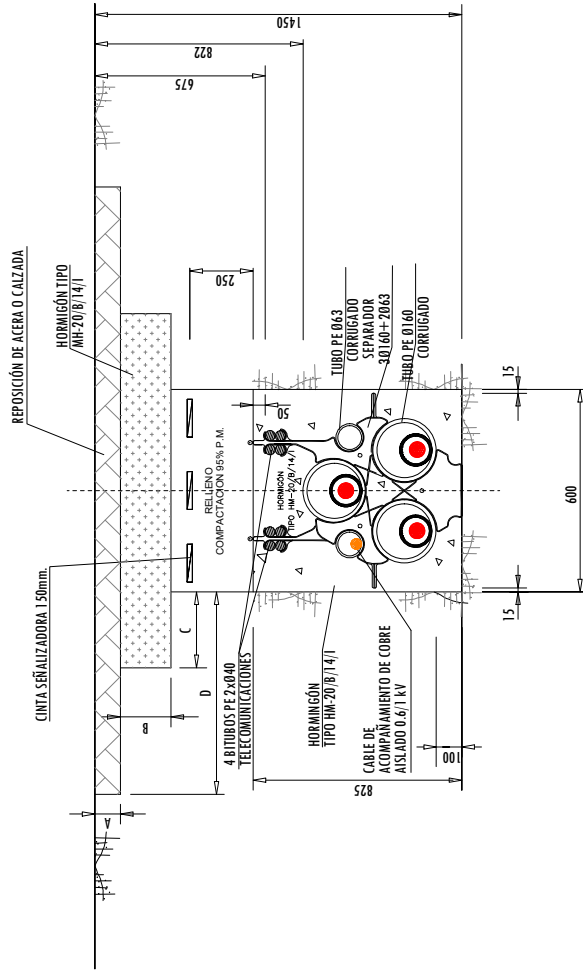 1450
822
675
REPOSICIÓN DE ACERA O CALZADA
HORMIGÓN TIPO
MH-20/B/14/I
CINTA SEÑALIZADORA 150mm.
250
RELLENO
COMPACTACION 95% P.M.
50
HORMIGÓN
TIPO HM-20/B/14/I
TUBO PE Ø63
CORRUGADO
SEPARADOR
3Ø160+2Ø63
TUBO PE Ø160
CORRUGADO
15
600
15
A
B
C
D
4 BITUBOS PE 2xØ40
TELECOMUNICACIONES
HORMINGÓN
TIPO HM-20/B/14/I
CABLE DE
ACOMPAÑAMIENTO DE COBRE
AISLADO 0.6/1 kV
825
100